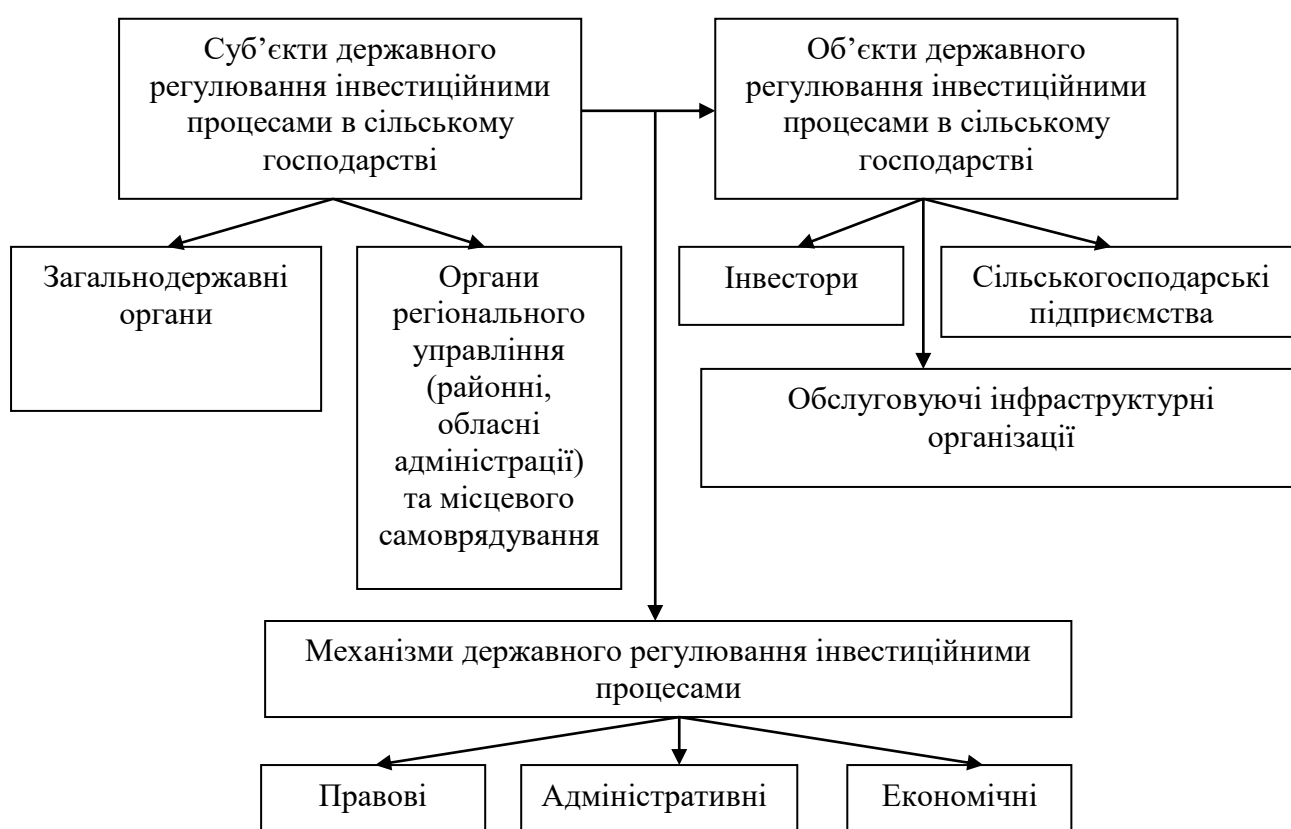 Суб’єкти державного
регулювання інвестиційними
процесами в сільському
господарстві
Об’єкти державного
регулювання інвестиційними
процесами в сільському
господарстві
Загальнодержавні
органи
Органи
регіонального
управління
(районні,
обласні
адміністрації)
та місцевого
самоврядування
Інвестори
Сільськогосподарські
підприємства
Обслуговуючі інфраструктурні
організації
Механізми державного регулювання інвестиційними
процесами
Правові
Адміністративні
Економічні